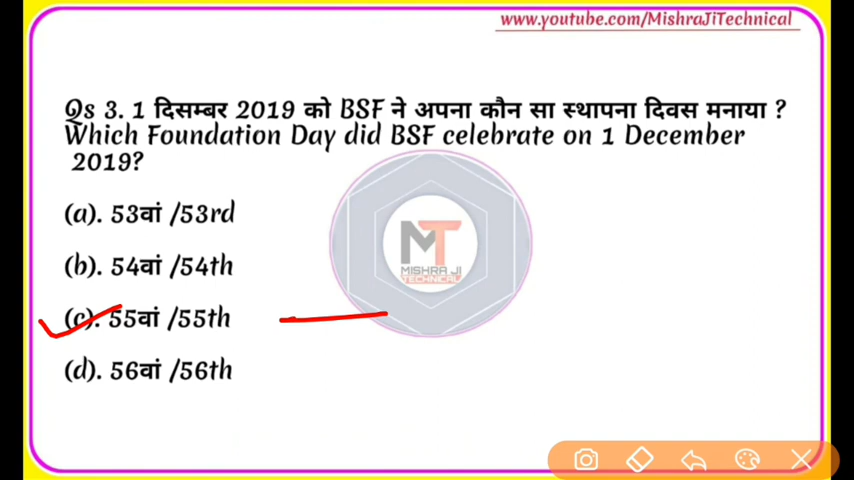 www.youtube.com/MishraJiTechnical
Qs 3. 1 दिसम्बर 2019 को BSF ने अपना कौन सा स्थापना दिवस मनाया ?
Which Foundation Day did BSF celebrate on 1 December
2019?
(a). 53वां /53rd
(b). 54वां /54th
(c). 55वां /55th
(d). 56वां /56th
MT
MISHRA JI
TECHNICAL